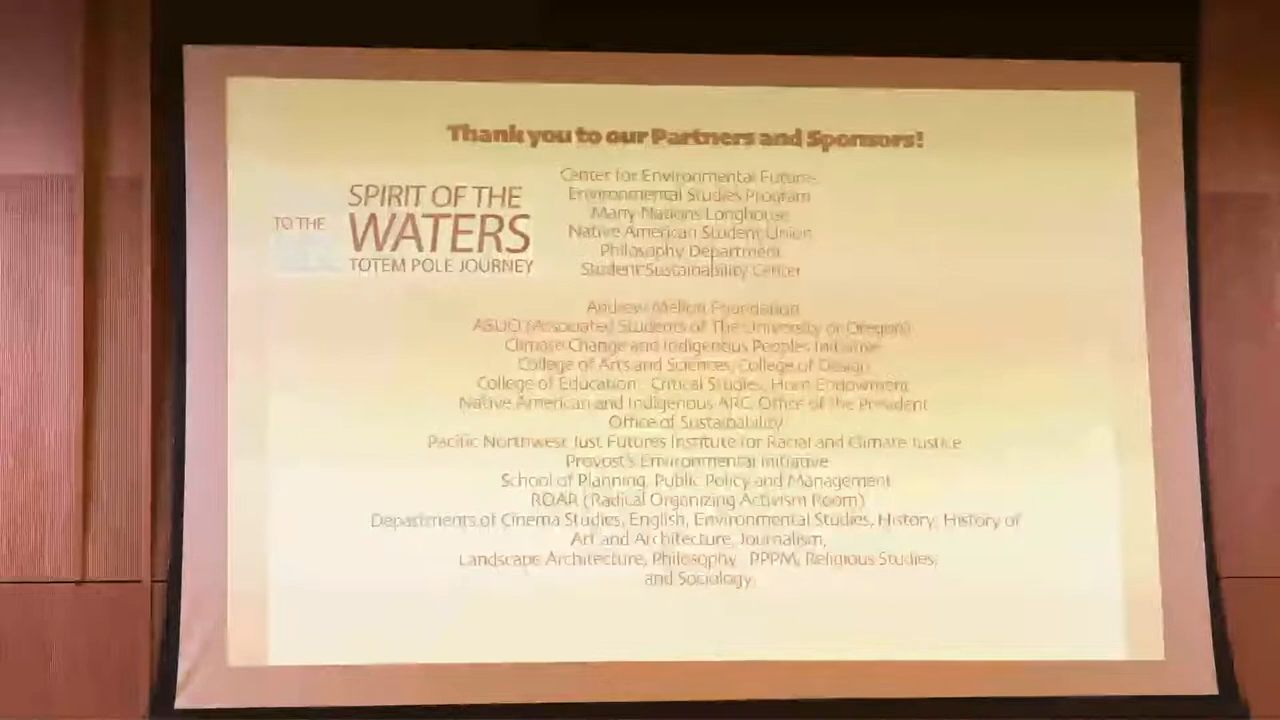 Thank you to our Partners and Sponsors!
TO THE
SPIRIT OF THE
WATERS
TOTEM POLE JOURNEY
Center for Environmental Futures
Environmental Studies Program
Many Nations Longhouse
Native American Student Union
Philosophy Department
Student Sustainability Center
Andrew Mellon Foundation
ASUO (Associated Students of The University of Oregon)
Climate Change and Indigenous Peoples Initiative
College of Arts and Sciences, College of Design
College of Education: Critical Studies, Hurn Endowment
Native American and Indigenous ARC, Office of the President
Office of Sustainability
Pacific Northwest Just Futures Institute for Racial and Climate Justice
Provost's Environmental Initiative
School of Planning, Public Policy and Management
ROAR (Radical Organizing Activism Room)
Departments of Cinema Studies, English, Environmental Studies, History, History of
Art and Architecture, Journalism,
Landscape Architecture, Philosophy, PPPM, Religious Studies,
and Sociology